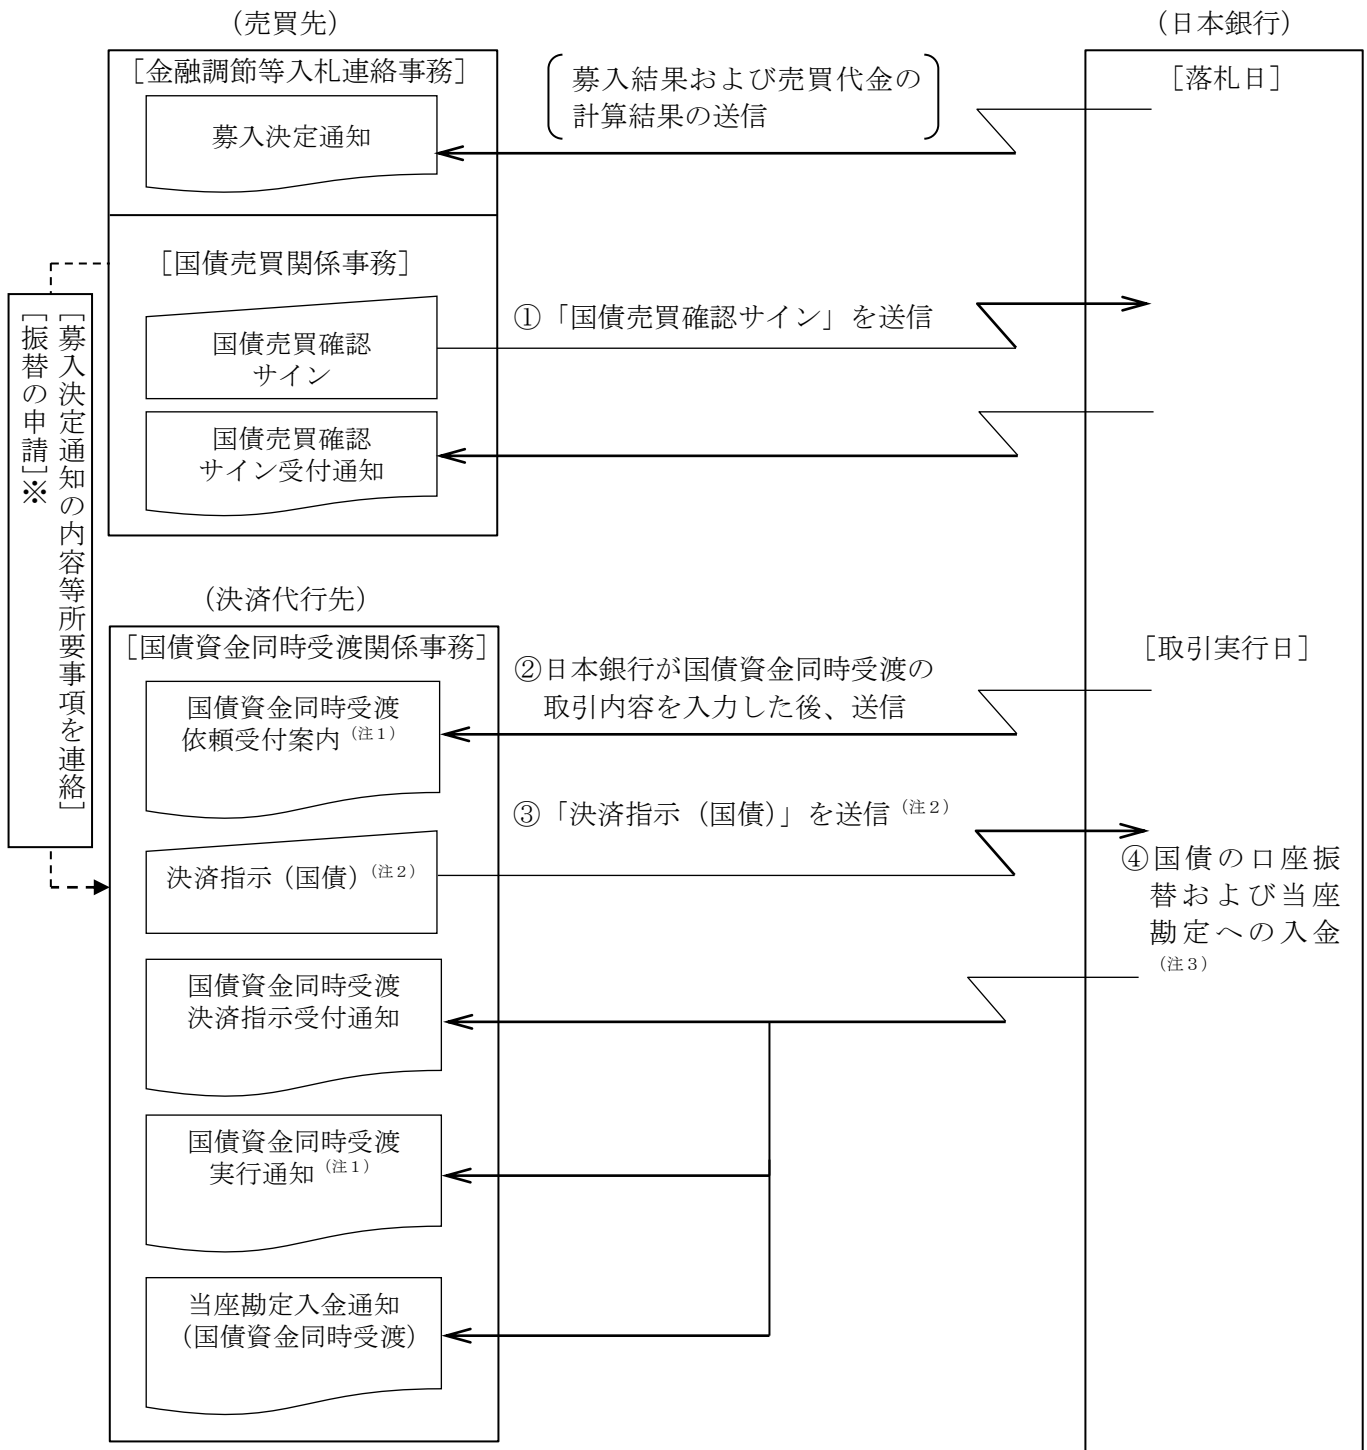 (売買先)
(日本銀行)
[金融調節等入札連絡事務]
募入決定通知
募入結果および売買代金の
計算結果の送信
[落札日]
[国債売買関係事務]
国債売買確認
サイン
①「国債売買確認サイン」を送信
国債売買確認
サイン受付通知
[募入決定通知の内容等所要事項を連絡]
[振替の申請]※
(決済代行先)
[国債資金同時受渡関係事務]
[取引実行日]
国債資金同時受渡
依頼受付案内(注1)
②日本銀行が国債資金同時受渡の
取引内容を入力した後、送信
③「決済指示(国債)」を送信(注2)
決済指示(国債)(注2)
④国債の口座振
替および当座
勘定への入金
(注3)
国債資金同時受渡
決済指示受付通知
国債資金同時受渡
実行通知(注1)
当座勘定入金通知
(国債資金同時受渡)